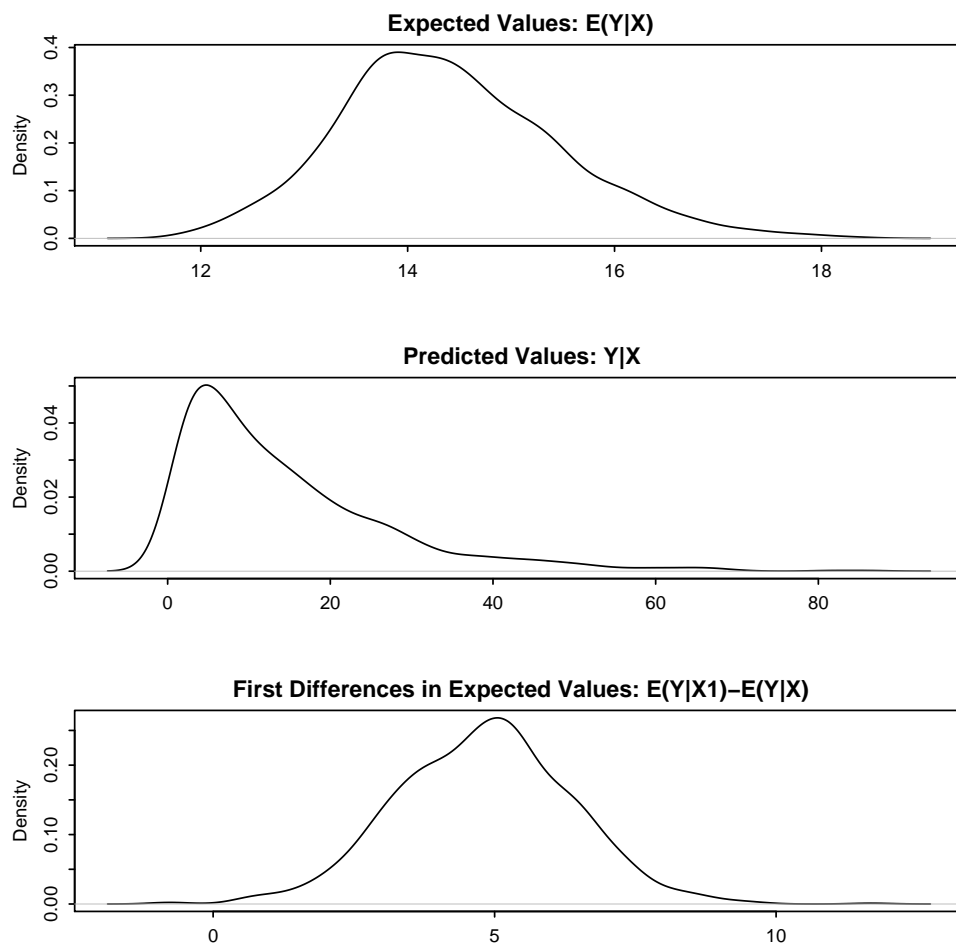 Expected Values: E(Y|X)
Density
0.0 0.1 0.2 0.3 0.4
12 14 16 18
Predicted Values: Y|X
Density
0.00 0.02 0.04
0 20 40 60 80
First Differences in Expected Values: E(Y|X1)−E(Y|X)
Density
0.00 0.10 0.20
0 5 10